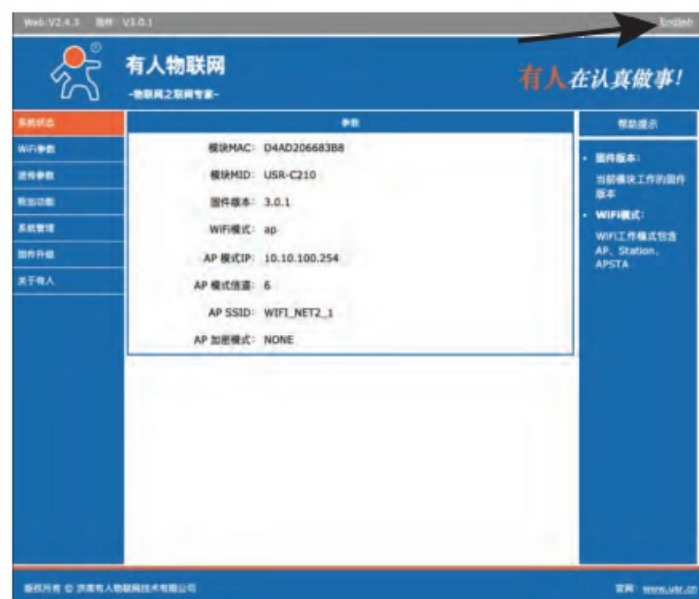 Web:V2.4.3 固件 V3.0.1
English
有人物联网
-物联网之联网专家-
有人在认真做事!
系统状态
WiFi参数
透传参数
附加功能
系统管理
固件升级
关于有人
参数
模块MAC: D4AD206683B8
模块MID: USR-C210
固件版本: 3.0.1
WiFi模式: ap
AP 模式IP: 10.10.100.254
AP 模式信道: 6
AP SSID: WIFI_NET2_1
AP 加密模式: NONE
帮助提示
• 固件版本:
当前模块工作的固件
版本
• WiFi模式:
WIFI工作模式包含
AP、Station、
APSTA
版权所有 © 济南有人物联网技术有限公司
官网: www.usr.cn